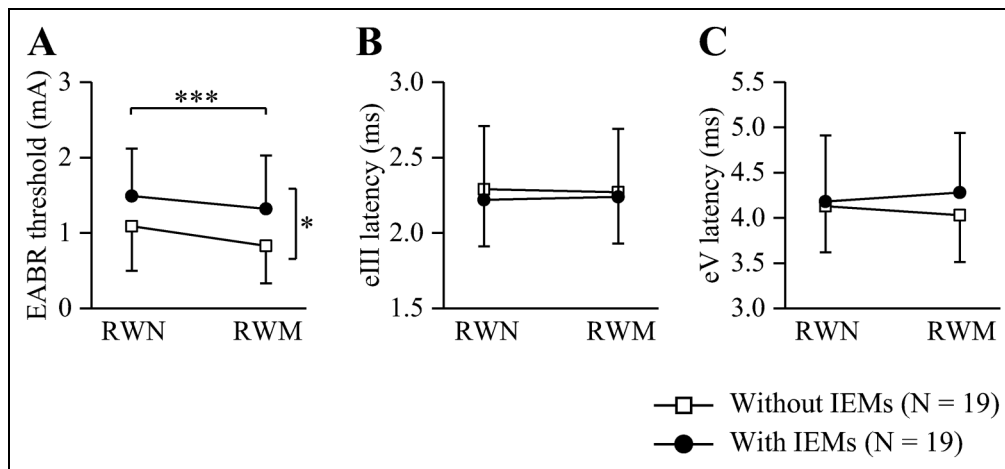 A
EABR threshold (mA)
3
2
1
0
***
*
RWN RWM
B
eIII latency (ms)
3.0
2.5
2.0
1.5
RWN RWM
C
eV latency (ms)
5.5
5.0
4.5
4.0
3.5
3.0
RWN RWM
Without IEMs (N = 19)
With IEMs (N = 19)